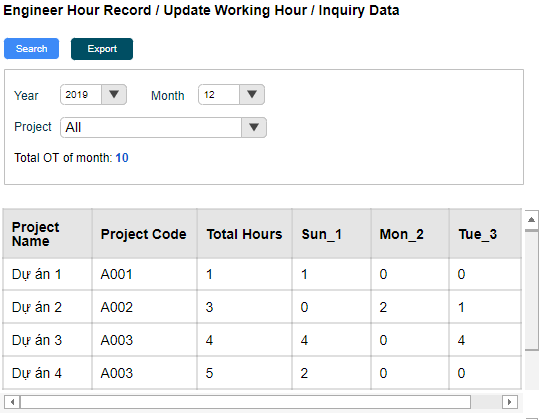 Engineer Hour Record / Update Working Hour / Inquiry Data
Search Export
Year 2019 Month 12
Project All
Total OT of month: 10
Project Name Project Code Total Hours Sun_1 Mon_2 Tue_3
Dự án 1 A001 1 1 0 0
Dự án 2 A002 3 0 2 1
Dự án 3 A003 4 4 0 4
Dự án 4 A003 5 2 0 0